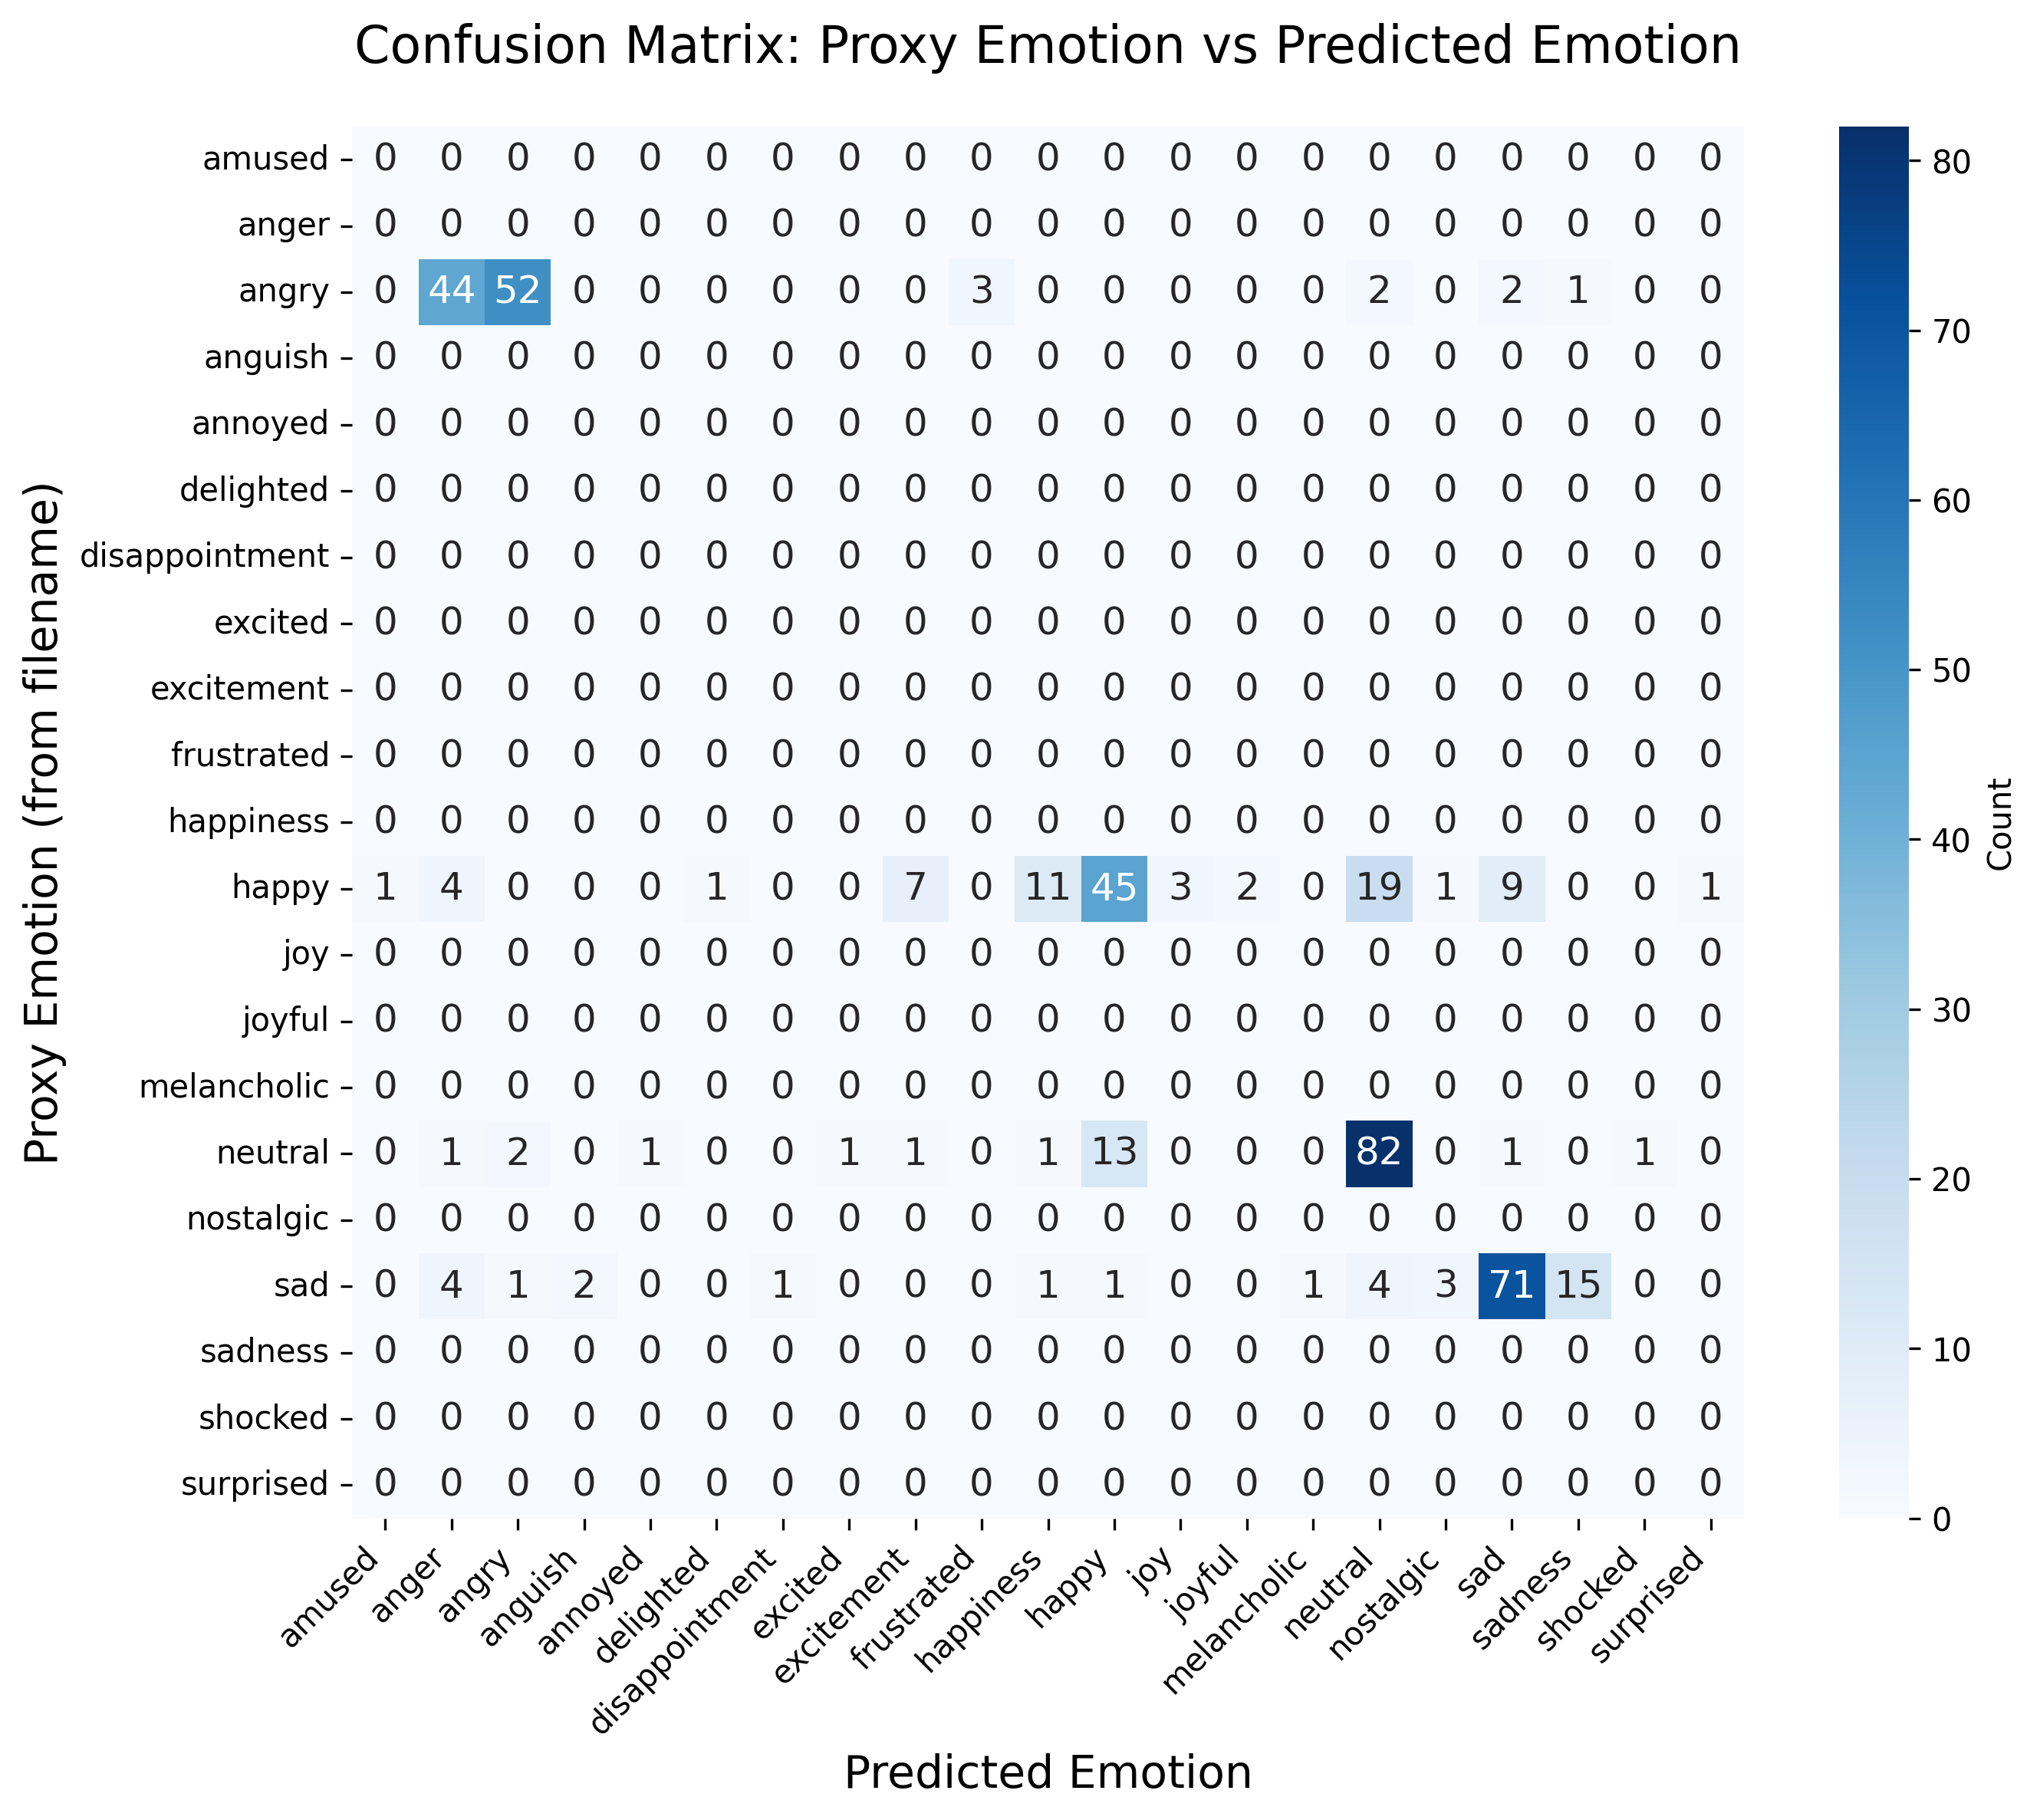 Confusion Matrix: Proxy Emotion vs Predicted Emotion
amused 0 0 0 0 0 0 0 0 0 0 0 0 0 0 0 0 0 0 0 0 0
anger 0 0 0 0 0 0 0 0 0 0 0 0 0 0 0 0 0 0 0 0 0
angry 0 44 52 0 0 0 0 0 0 3 0 0 0 0 0 2 0 2 1 0 0
anguish 0 0 0 0 0 0 0 0 0 0 0 0 0 0 0 0 0 0 0 0 0
annoyed 0 0 0 0 0 0 0 0 0 0 0 0 0 0 0 0 0 0 0 0 0
delighted 0 0 0 0 0 0 0 0 0 0 0 0 0 0 0 0 0 0 0 0 0
disappointment 0 0 0 0 0 0 0 0 0 0 0 0 0 0 0 0 0 0 0 0 0
excited 0 0 0 0 0 0 0 0 0 0 0 0 0 0 0 0 0 0 0 0 0
excitement 0 0 0 0 0 0 0 0 0 0 0 0 0 0 0 0 0 0 0 0 0
frustrated 0 0 0 0 0 0 0 0 0 0 0 0 0 0 0 0 0 0 0 0 0
happiness 0 0 0 0 0 0 0 0 0 0 0 0 0 0 0 0 0 0 0 0 0
happy 1 4 0 0 0 1 0 0 7 0 11 45 3 2 0 19 1 9 0 0 1
joy 0 0 0 0 0 0 0 0 0 0 0 0 0 0 0 0 0 0 0 0 0
joyful 0 0 0 0 0 0 0 0 0 0 0 0 0 0 0 0 0 0 0 0 0
melancholic 0 0 0 0 0 0 0 0 0 0 0 0 0 0 0 0 0 0 0 0 0
neutral 0 1 2 0 1 0 0 1 1 0 1 13 0 0 0 82 0 1 0 1 0
nostalgic 0 0 0 0 0 0 0 0 0 0 0 0 0 0 0 0 0 0 0 0 0
sad 0 4 1 2 0 0 1 0 0 0 1 1 0 0 1 4 3 71 15 0 0
sadness 0 0 0 0 0 0 0 0 0 0 0 0 0 0 0 0 0 0 0 0 0
shocked 0 0 0 0 0 0 0 0 0 0 0 0 0 0 0 0 0 0 0 0 0
surprised 0 0 0 0 0 0 0 0 0 0 0 0 0 0 0 0 0 0 0 0 0
amused anger angry anguish annoyed delighted disappointment excited excitement frustrated happiness happy joy joyful melancholic neutral nostalgic sad sadness shocked surprised
Predicted Emotion
Proxy Emotion (from filename)
80
70
60
50
40
30
20
10
0
Count